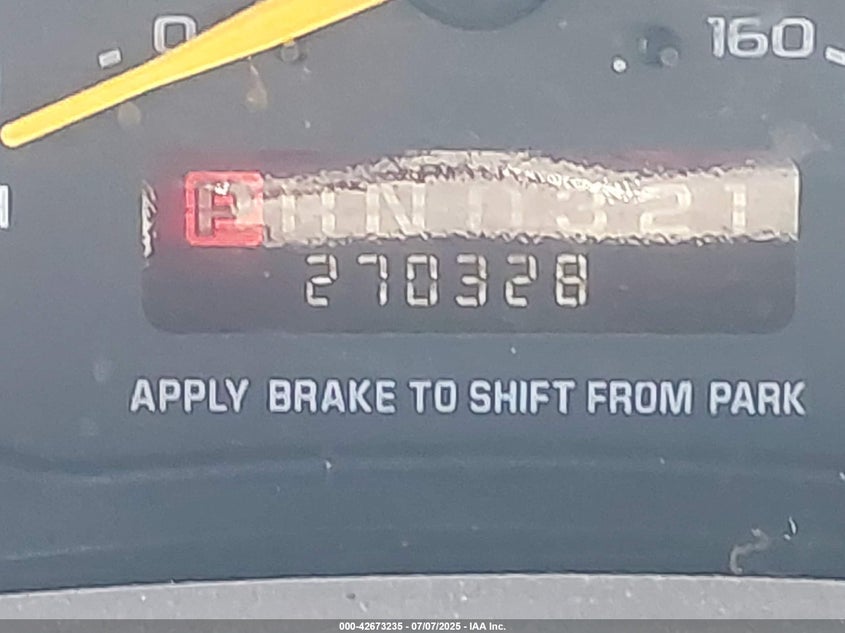 0 160
P R N D 3 2 1
270328
APPLY BRAKE TO SHIFT FROM PARK
000-42673235 - 07/07/2025 - IAA Inc.